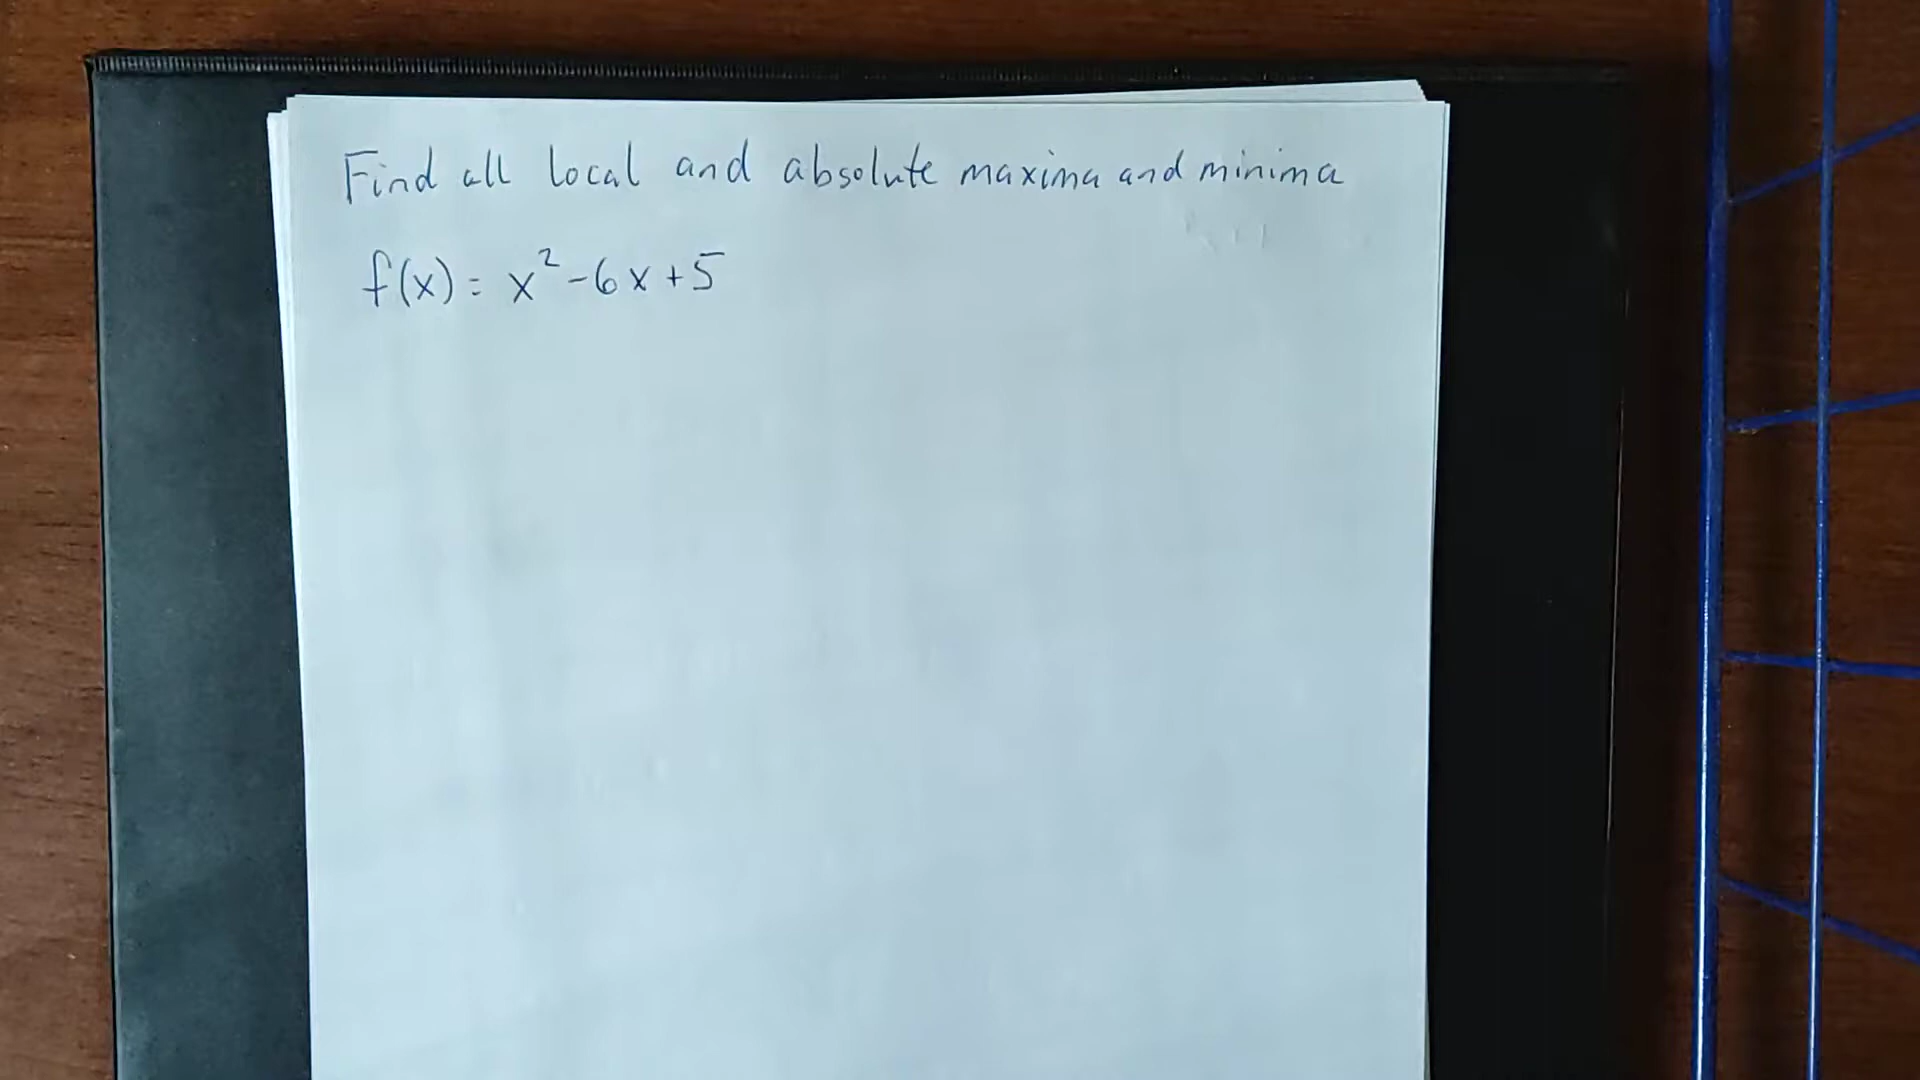 Find all local and absolute maxima and minima
f(x) = x² - 6x + 5